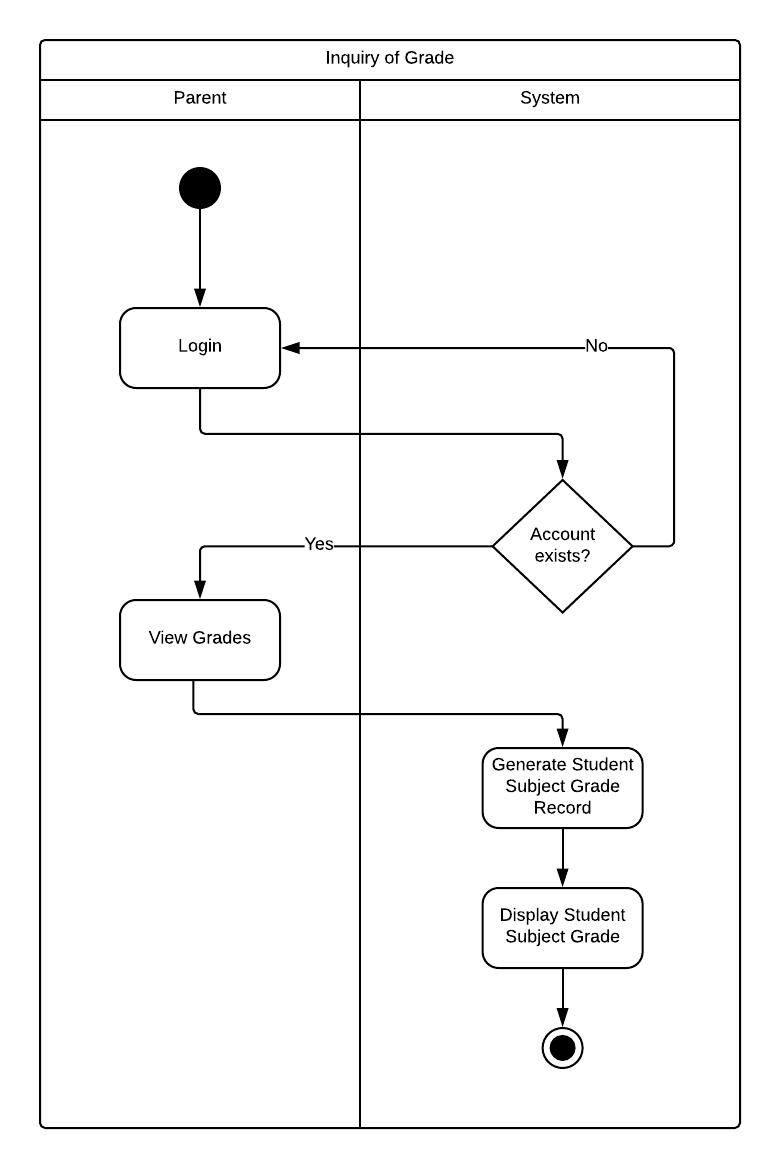 Inquiry of Grade
Parent
System
Login
No
Account
exists?
Yes
View Grades
Generate Student
Subject Grade
Record
Display Student
Subject Grade